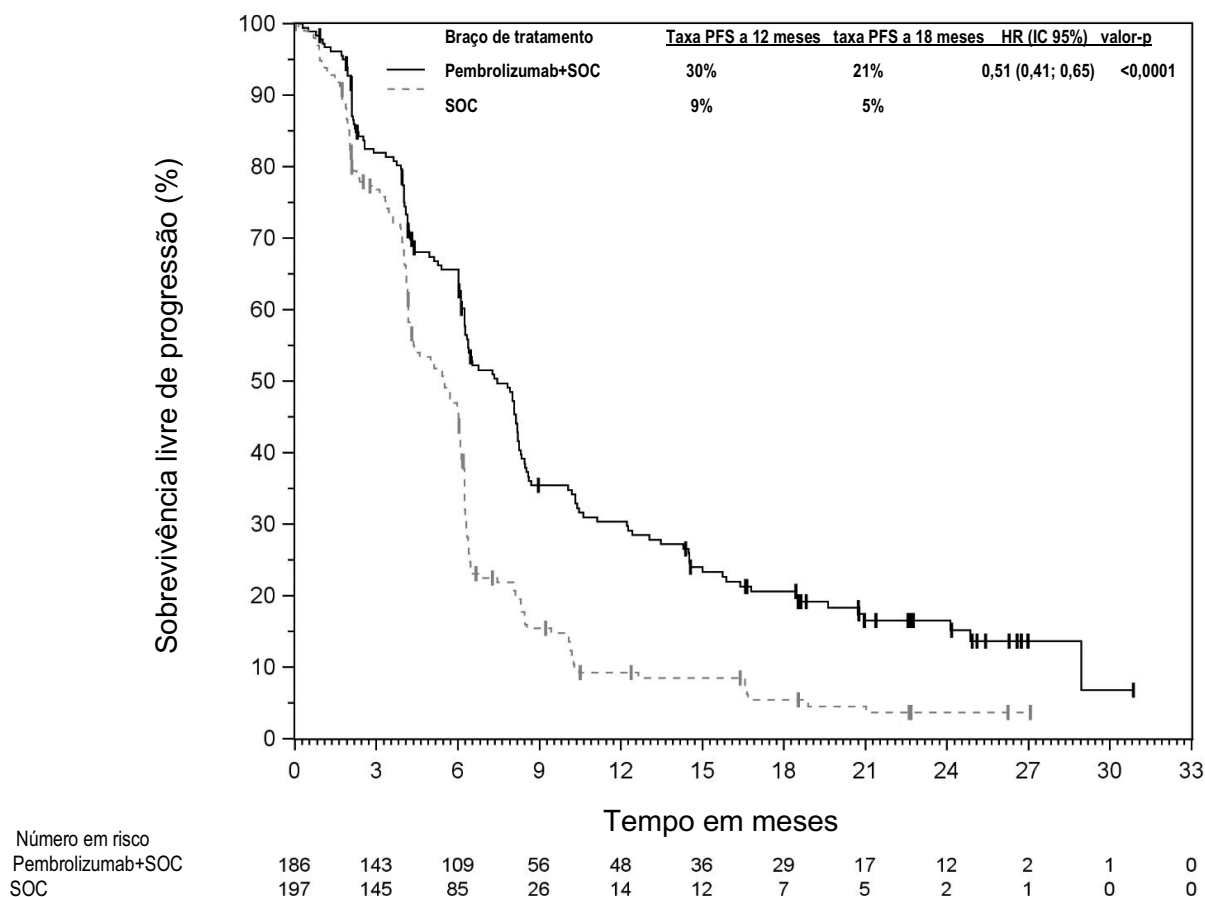 Braço de tratamento Taxa PFS a 12 meses taxa PFS a 18 meses HR (IC 95%) valor-p
Pembrolizumab+SOC 30% 21% 0,51 (0,41; 0,65) <0,0001
SOC 9% 5%
Sobrevivência livre de progressão (%)
100
90
80
70
60
50
40
30
20
10
0
0 3 6 9 12 15 18 21 24 27 30 33
Tempo em meses
Número em risco
Pembrolizumab+SOC 186 143 109 56 48 36 29 17 12 2 1 0
SOC 197 145 85 26 14 12 7 5 2 1 0 0